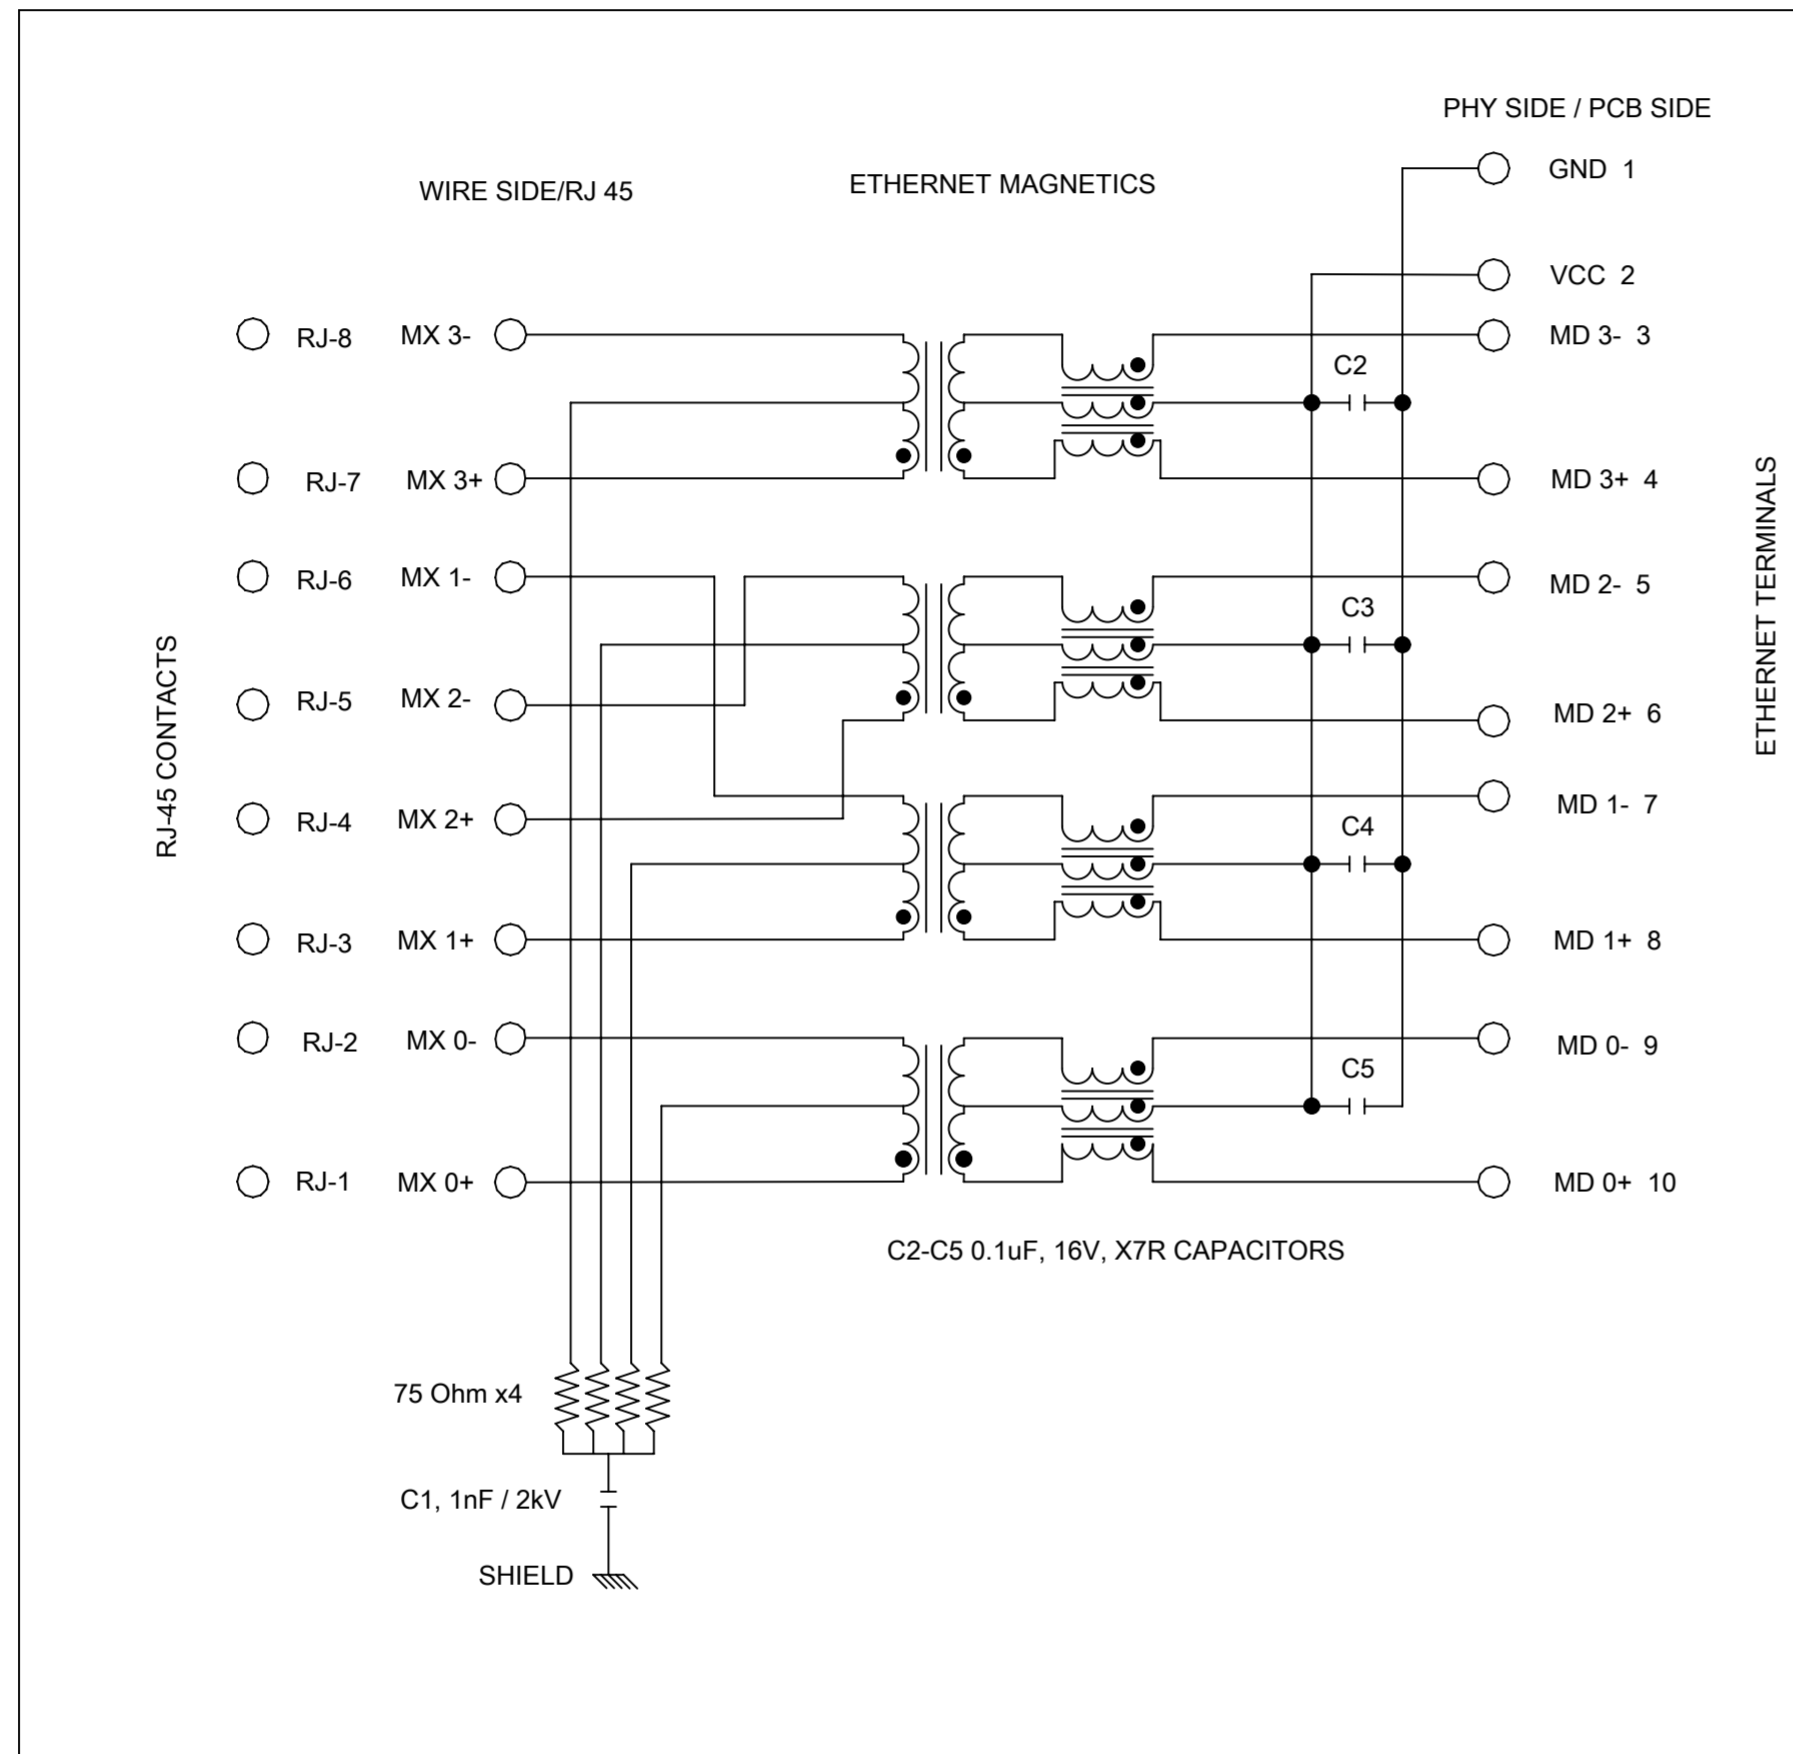 PHY SIDE / PCB SIDE
GND 1
WIRE SIDE/RJ 45
ETHERNET MAGNETICS
VCC 2
RJ-8 MX 3-
MD 3- 3
C2
RJ-7 MX 3+
MD 3+ 4
RJ-6 MX 1-
MD 2- 5
C3
RJ-5 MX 2-
MD 2+ 6
RJ-45 CONTACTS
ETHERNET TERMINALS
RJ-4 MX 2+
MD 1- 7
C4
RJ-3 MX 1+
MD 1+ 8
RJ-2 MX 0-
MD 0- 9
C5
RJ-1 MX 0+
MD 0+ 10
C2-C5 0.1uF, 16V, X7R CAPACITORS
75 Ohm x4
C1, 1nF / 2kV
SHIELD